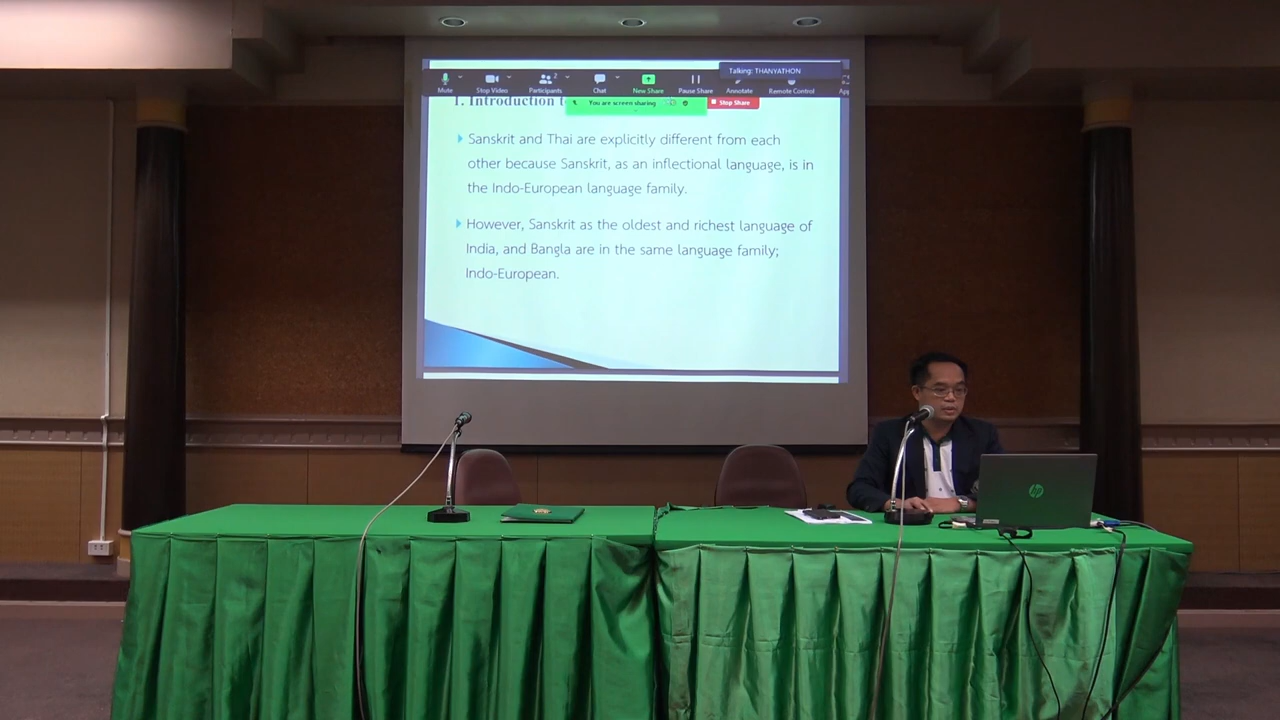 Talking: THANYATHON
Mute
Stop Video
2
Participants
Chat
New Share
Pause Share
Annotate
Remote Control
1. Introduction
You are screen sharing
Stop Share
Sanskrit and Thai are explicitly different from each
other because Sanskrit, as an inflectional language, is in
the Indo-European language family.
However, Sanskrit as the oldest and richest language of
India, and Bangla are in the same language family;
Indo-European.
hp